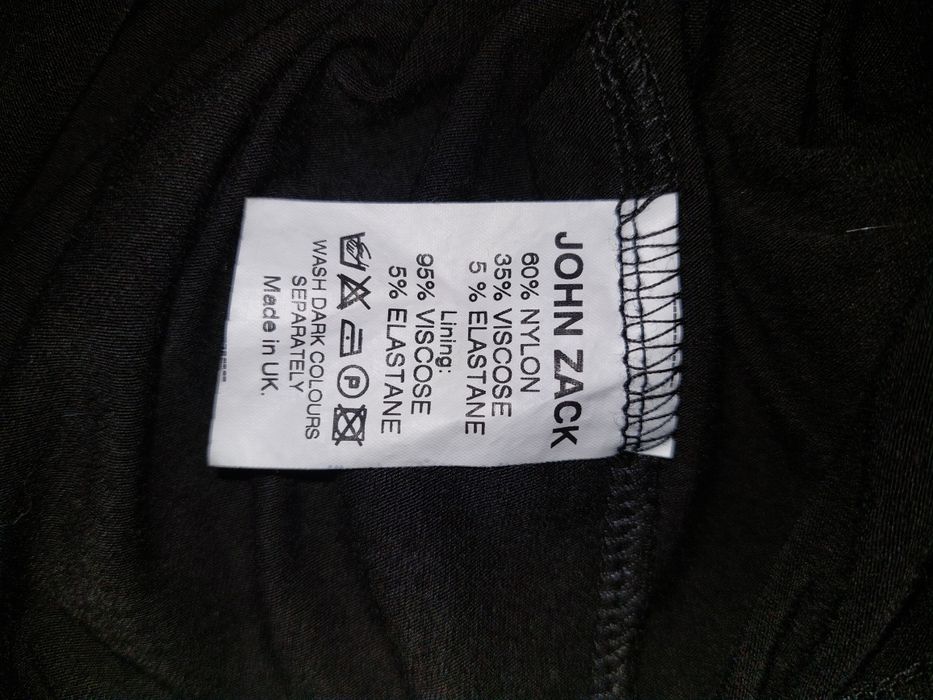 JOHN ZACK
60% NYLON
35% VISCOSE
5 % ELASTANE
Lining:
95% VISCOSE
5% ELASTANE
P
WASH DARK COLOURS
SEPARATELY
Made in UK.